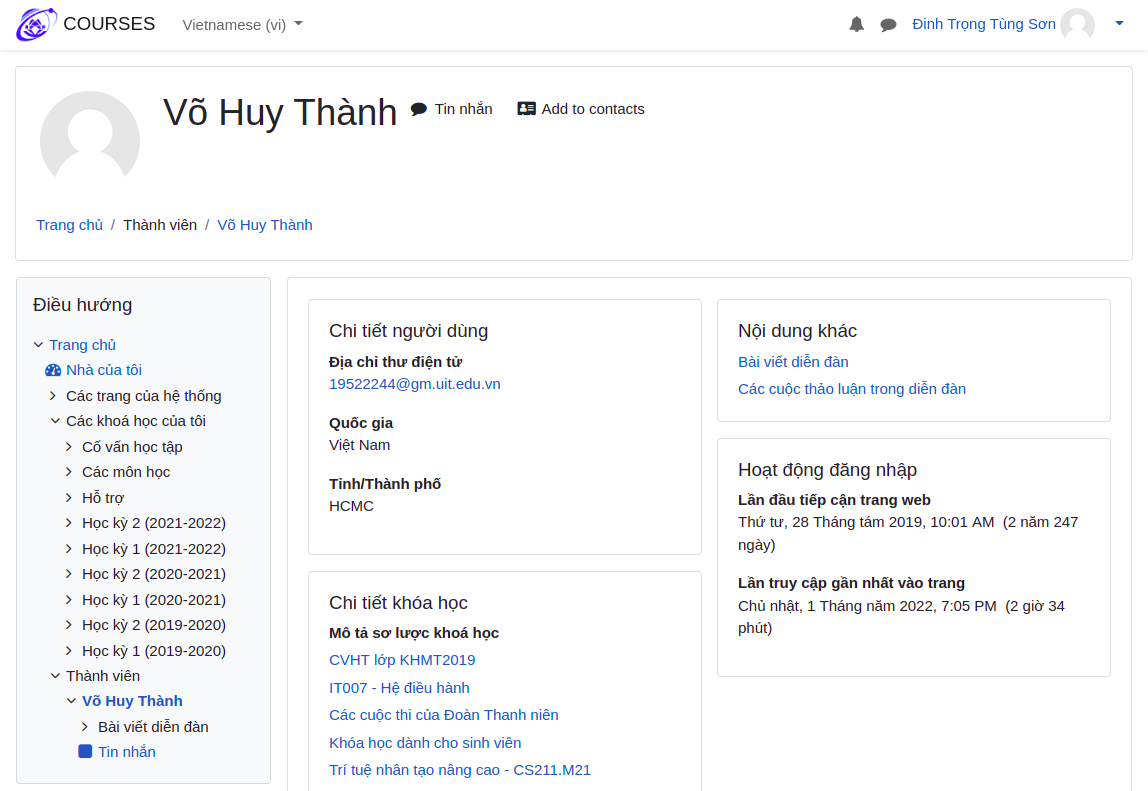 COURSES
Vietnamese (vi)
Đinh Trọng Tùng Sơn
Võ Huy Thành
Tin nhắn
Add to contacts
Trang chủ / Thành viên / Võ Huy Thành
Điều hướng
Trang chủ
Nhà của tôi
Các trang của hệ thống
Các khoá học của tôi
Cố vấn học tập
Các môn học
Hỗ trợ
Học kỳ 2 (2021-2022)
Học kỳ 1 (2021-2022)
Học kỳ 2 (2020-2021)
Học kỳ 1 (2020-2021)
Học kỳ 2 (2019-2020)
Học kỳ 1 (2019-2020)
Thành viên
Võ Huy Thành
Bài viết diễn đàn
Tin nhắn
Chi tiết người dùng
Địa chỉ thư điện tử
19522244@gm.uit.edu.vn
Quốc gia
Việt Nam
Tỉnh/Thành phố
HCMC
Chi tiết khóa học
Mô tả sơ lược khoá học
CVHT lớp KHMT2019
IT007 - Hệ điều hành
Các cuộc thi của Đoàn Thanh niên
Khóa học dành cho sinh viên
Trí tuệ nhân tạo nâng cao - CS211.M21
Nội dung khác
Bài viết diễn đàn
Các cuộc thảo luận trong diễn đàn
Hoạt động đăng nhập
Lần đầu tiếp cận trang web
Thứ tư, 28 Tháng tám 2019, 10:01 AM (2 năm 247
ngày)
Lần truy cập gần nhất vào trang
Chủ nhật, 1 Tháng năm 2022, 7:05 PM (2 giờ 34
phút)